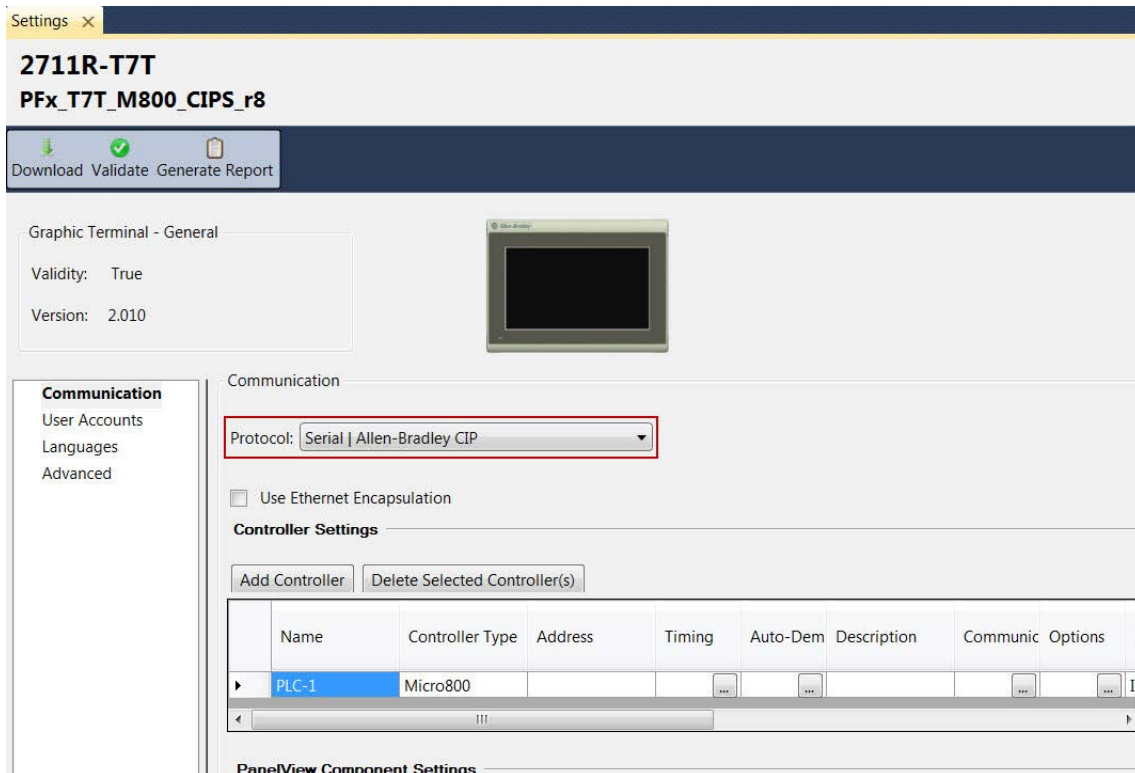 Settings
2711R-T7T
PFx_T7T_M800_CIPS_r8
Download Validate Generate Report
Graphic Terminal - General
Validity: True
Version: 2.010
Allen-Bradley
Communication
User Accounts
Languages
Advanced
Communication
Protocol: Serial | Allen-Bradley CIP
Use Ethernet Encapsulation
Controller Settings
Add Controller Delete Selected Controller(s)
Name Controller Type Address Timing Auto-Dem Description Communic Options
PLC-1 Micro800 ... ... ... ...
PanelView Component Settings